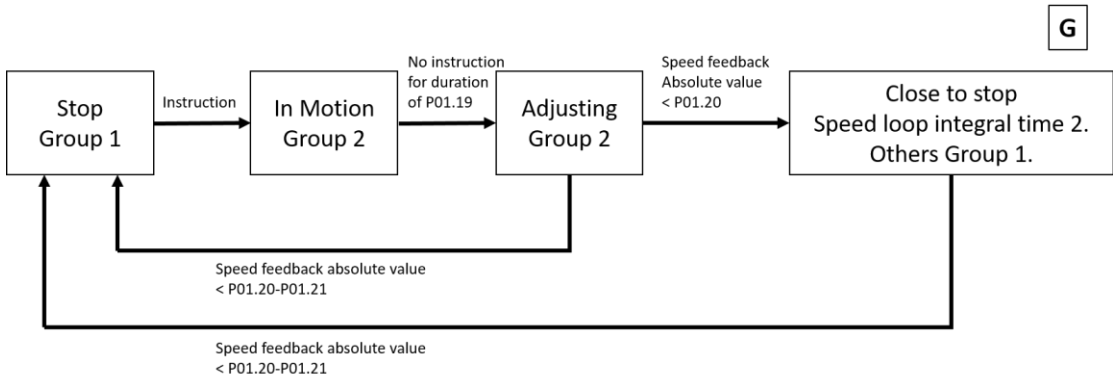 G
Stop
Group 1
Instruction
In Motion
Group 2
No instruction
for duration
of P01.19
Adjusting
Group 2
Speed feedback
Absolute value
< P01.20
Close to stop
Speed loop integral time 2.
Others Group 1.
Speed feedback absolute value
< P01.20-P01.21
Speed feedback absolute value
< P01.20-P01.21